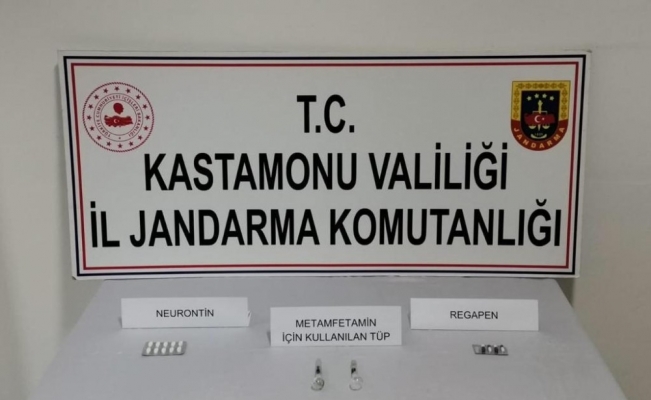 T.C.
KASTAMONU VALİLİĞİ
İL JANDARMA KOMUTANLIĞI
JANDARMA
NEURONTİN
METAMFETAMİN
İÇİN KULLANILAN TÜP
REGAPEN